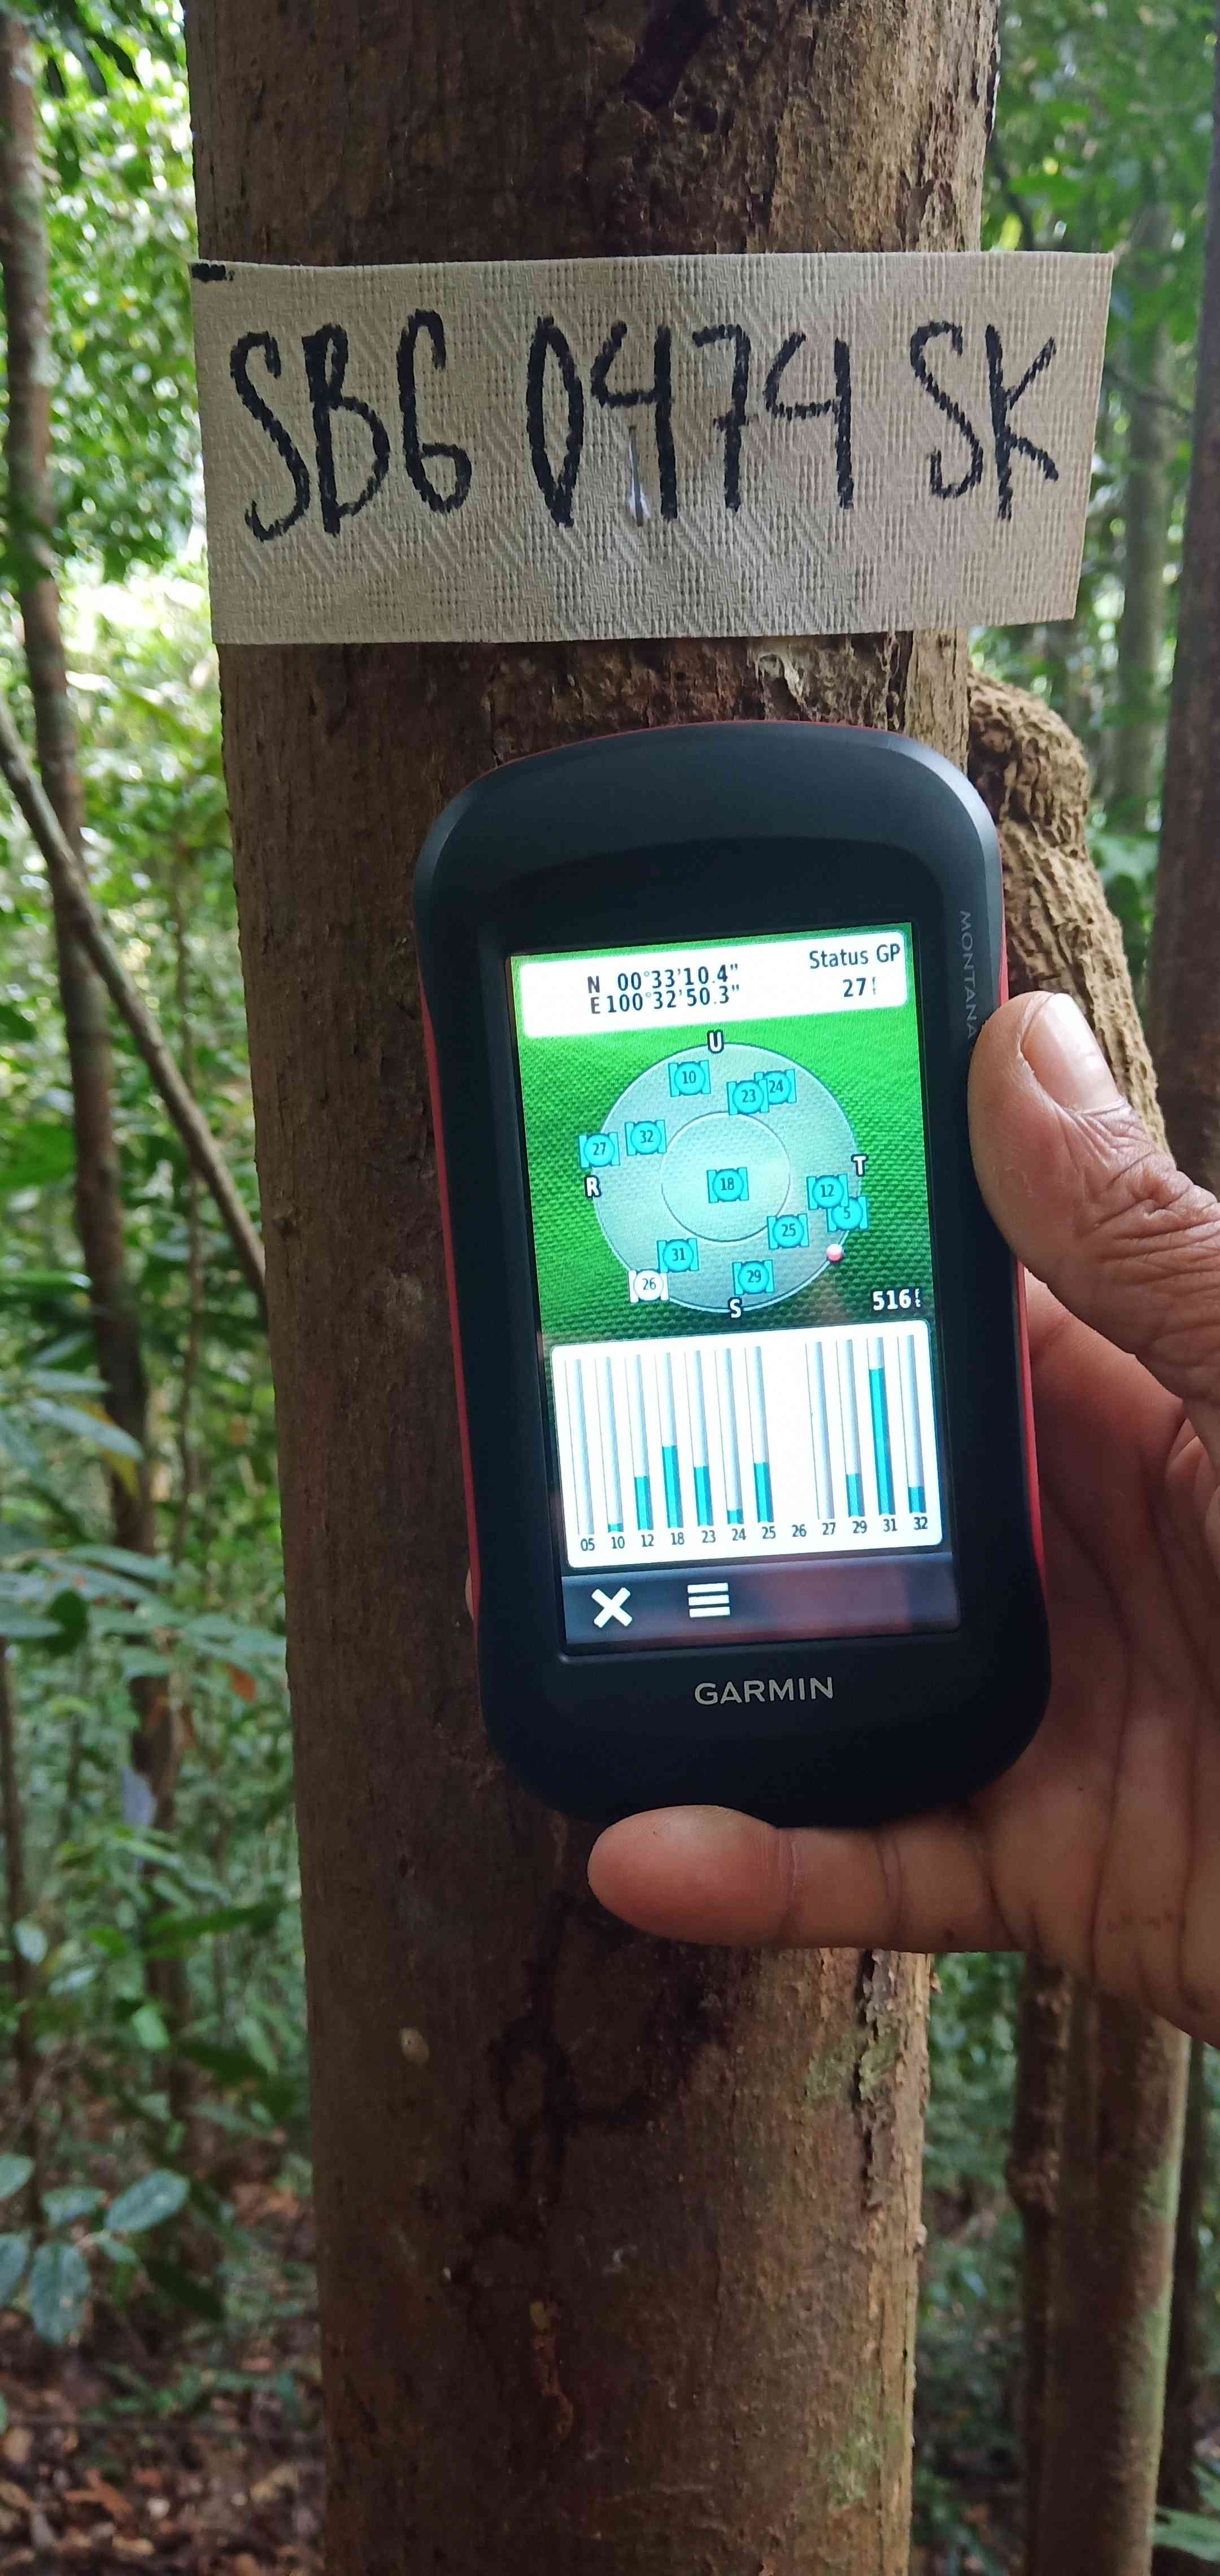 SBG 0474 SK
MONTANA
N 00°33'10.4"
E 100°32'50.3"
Status GP
27 ft
U
10
23
24
27
32
R
T
18
12
5
25
31
26
29
S
516 ft
05 10 12 18 23 24 25 26 27 29 31 32
GARMIN